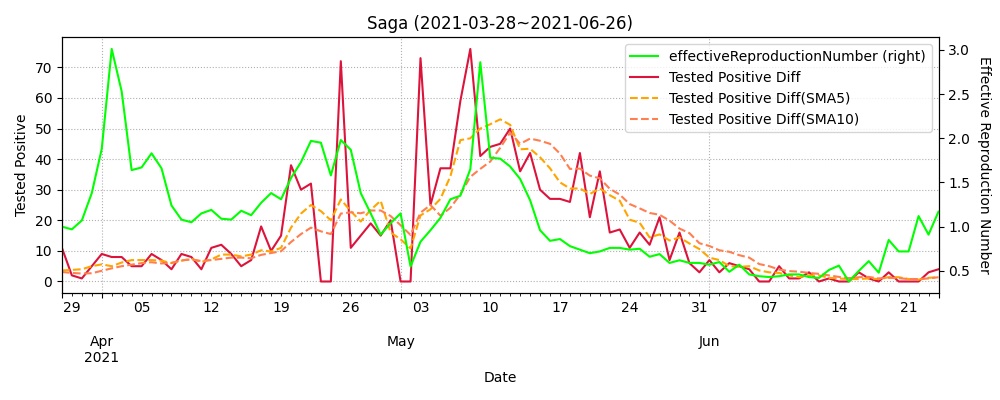 Saga (2021-03-28~2021-06-26)
effectiveReproductionNumber (right)
Tested Positive Diff
Tested Positive Diff(SMA5)
Tested Positive Diff(SMA10)
Tested Positive
70
60
50
40
30
20
10
0
3.0
2.5
2.0
1.5
1.0
0.5
Effective Reproduction Number
29 05 12 19 26 03 10 17 24 31 07 14 21
Apr May Jun
2021
Date